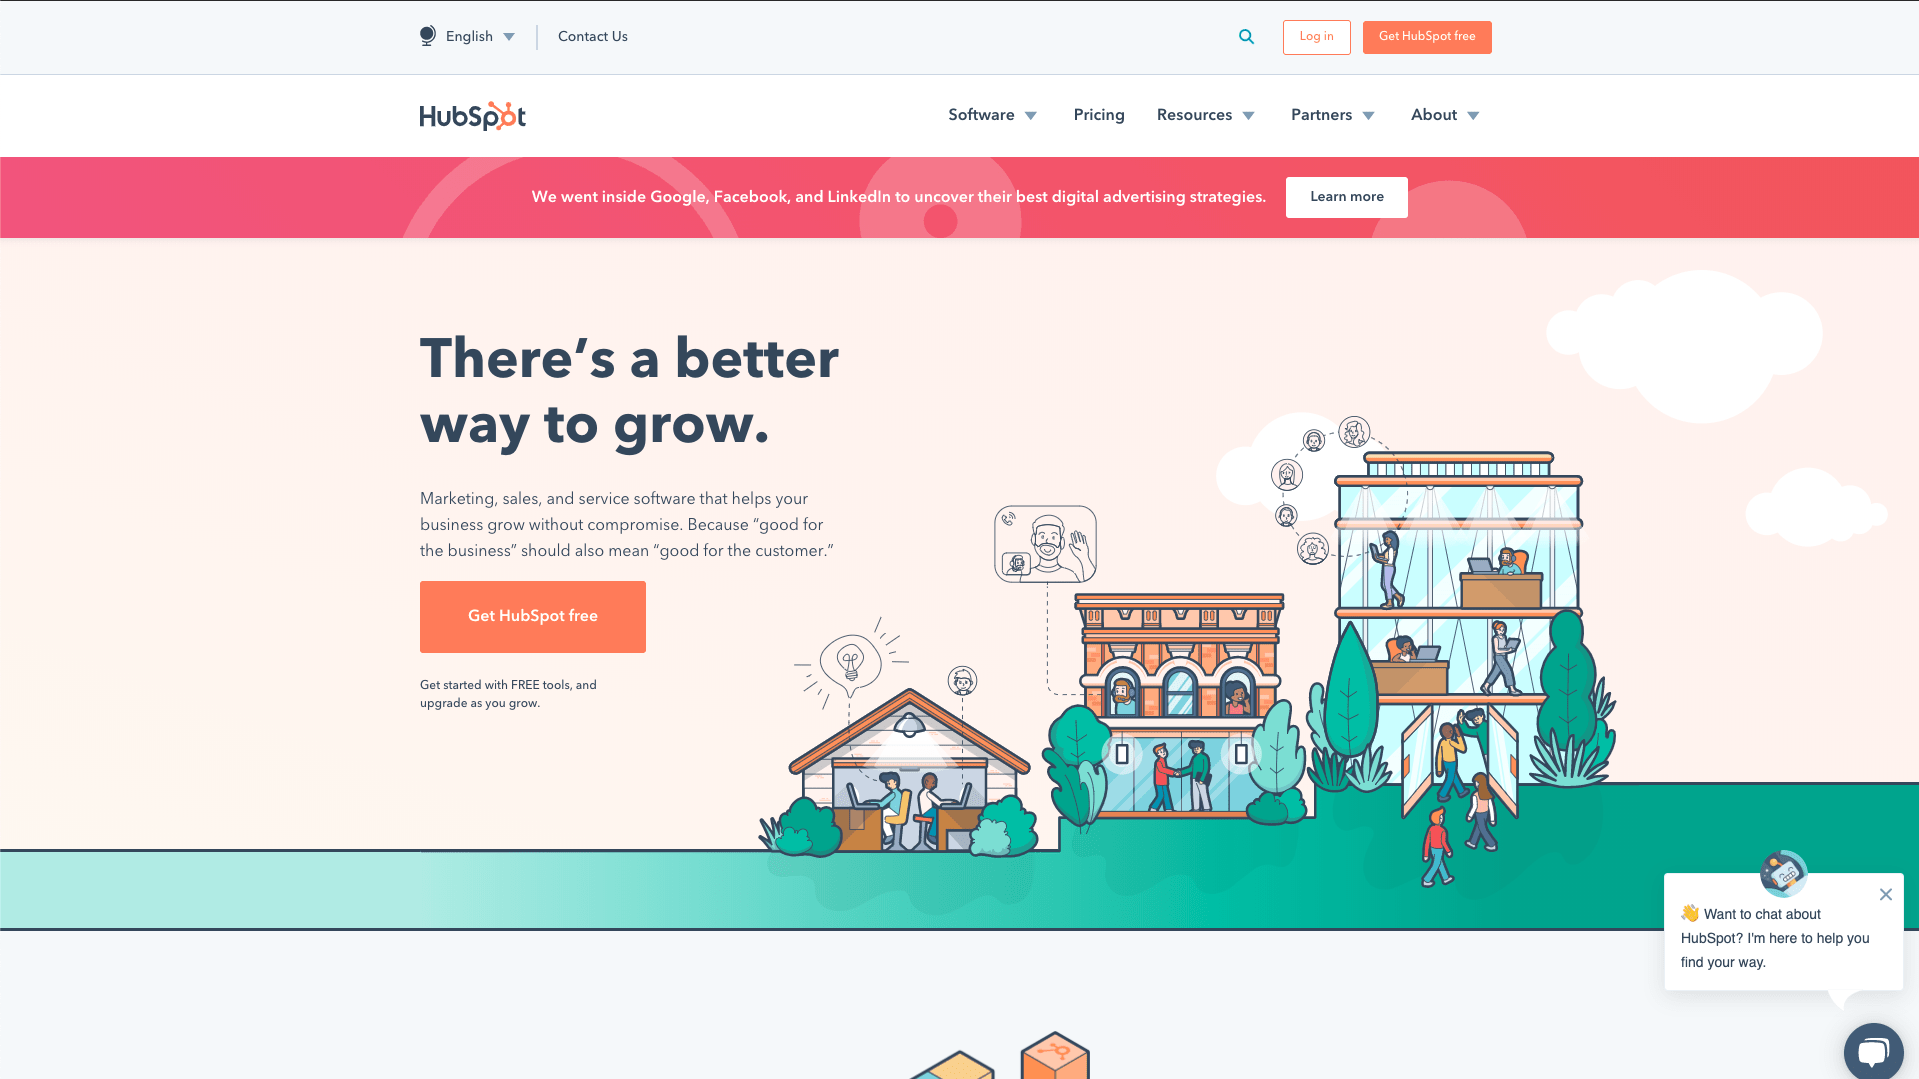 English
Contact Us
Log in
Get HubSpot free
HubSpot
Software
Pricing
Resources
Partners
About
We went inside Google, Facebook, and LinkedIn to uncover their best digital advertising strategies.
Learn more
There’s a better
way to grow.
Marketing, sales, and service software that helps your
business grow without compromise. Because “good for
the business” should also mean “good for the customer.”
Get HubSpot free
Get started with FREE tools, and
upgrade as you grow.
👋 Want to chat about
HubSpot? I'm here to help you
find your way.